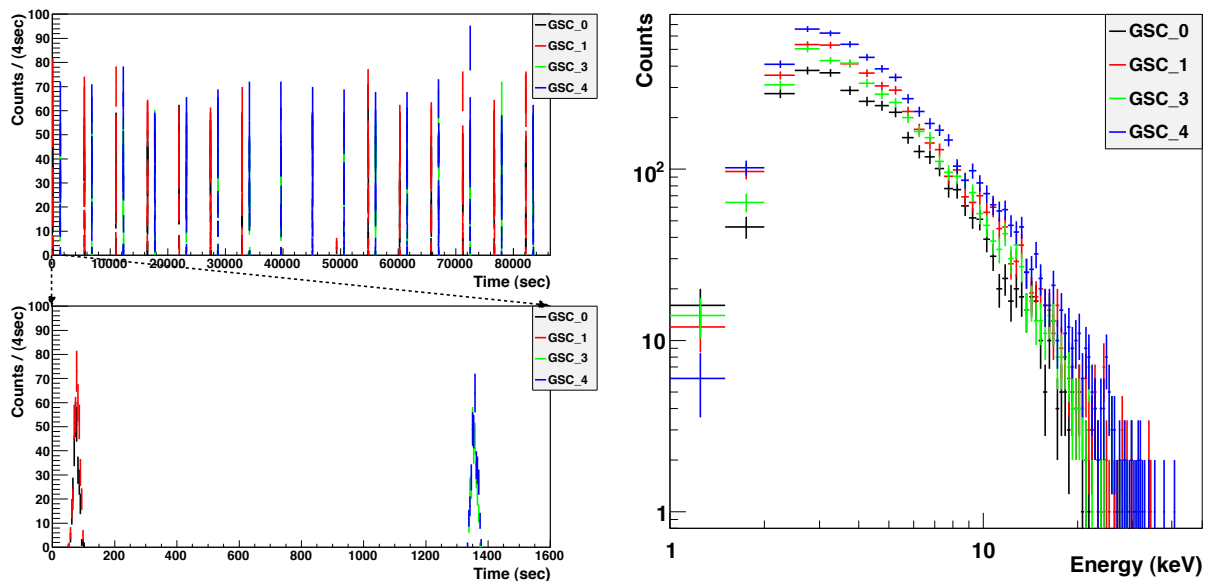 Counts / (4sec)
100
90
80
70
60
50
40
30
20
10
0
GSC_0
GSC_1
GSC_3
GSC_4
0 10000 20000 30000 40000 50000 60000 70000 80000
Time (sec)
Counts / (4sec)
100
90
80
70
60
50
40
30
20
10
0
GSC_0
GSC_1
GSC_3
GSC_4
0 200 400 600 800 1000 1200 1400 1600
Time (sec)
Counts
10²
10
1
GSC_0
GSC_1
GSC_3
GSC_4
1 10
Energy (keV)